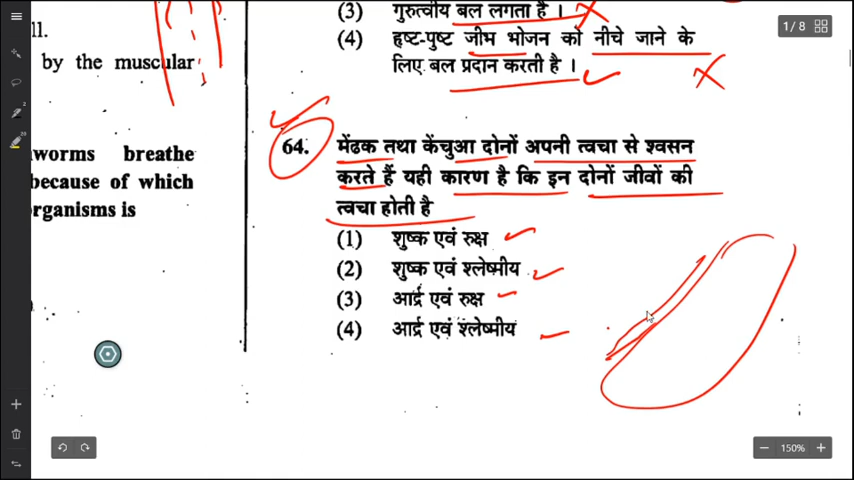 1 / 8
(3) गुरुत्वीय बल लगता है ।
ll.
by the muscular
(4) हृष्ट-पुष्ट जीभ भोजन को नीचे जाने के
लिए बल प्रदान करती है ।
64. मेंढक तथा केंचुआ दोनों अपनी त्वचा से श्वसन
करते हैं यही कारण है कि इन दोनों जीवों की
त्वचा होती है
worms breathe
because of which
organisms is
(1) शुष्क एवं रुक्ष
(2) शुष्क एवं श्लेष्मीय
(3) आर्द्र एवं रुक्ष
(4) आर्द्र एवं श्लेष्मीय
150%